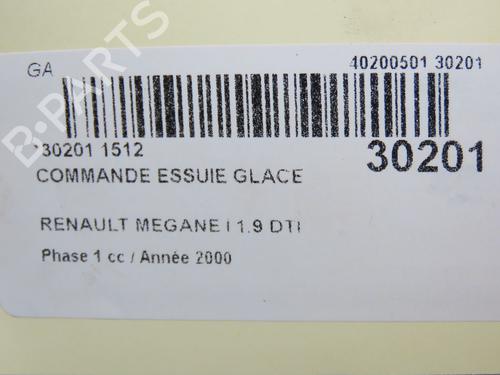 GA
40200501 30201
*30201 1512
30201
COMMANDE ESSUIE GLACE
RENAULT MEGANE I 1.9 DTI
Phase 1 cc / Année 2000
B-PARTS